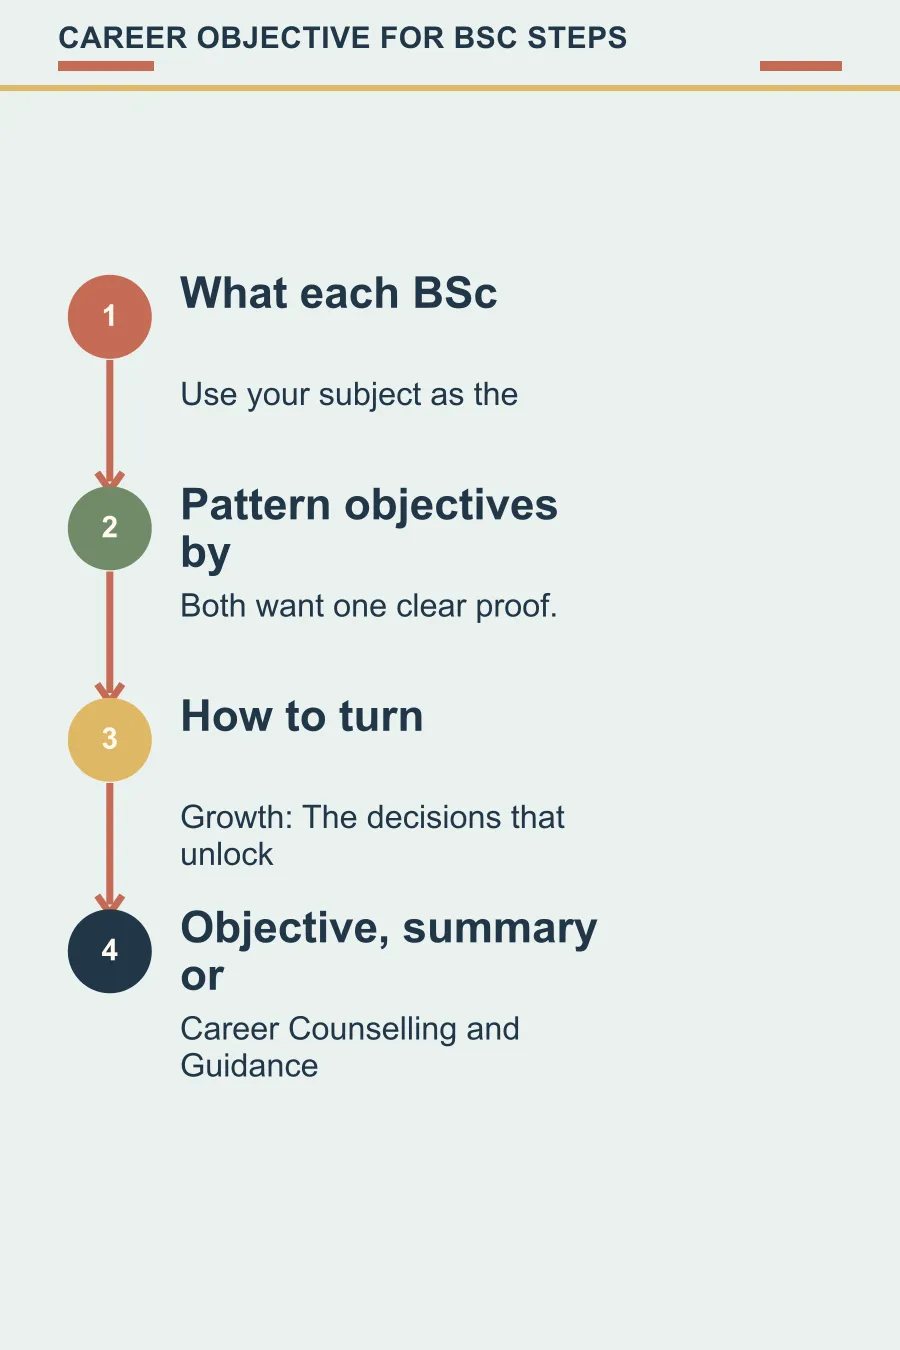 CAREER OBJECTIVE FOR BSC STEPS
1
What each BSc
Use your subject as the
2
Pattern objectives
by
Both want one clear proof.
3
How to turn
Growth: The decisions that
unlock
4
Objective, summary
or
Career Counselling and
Guidance